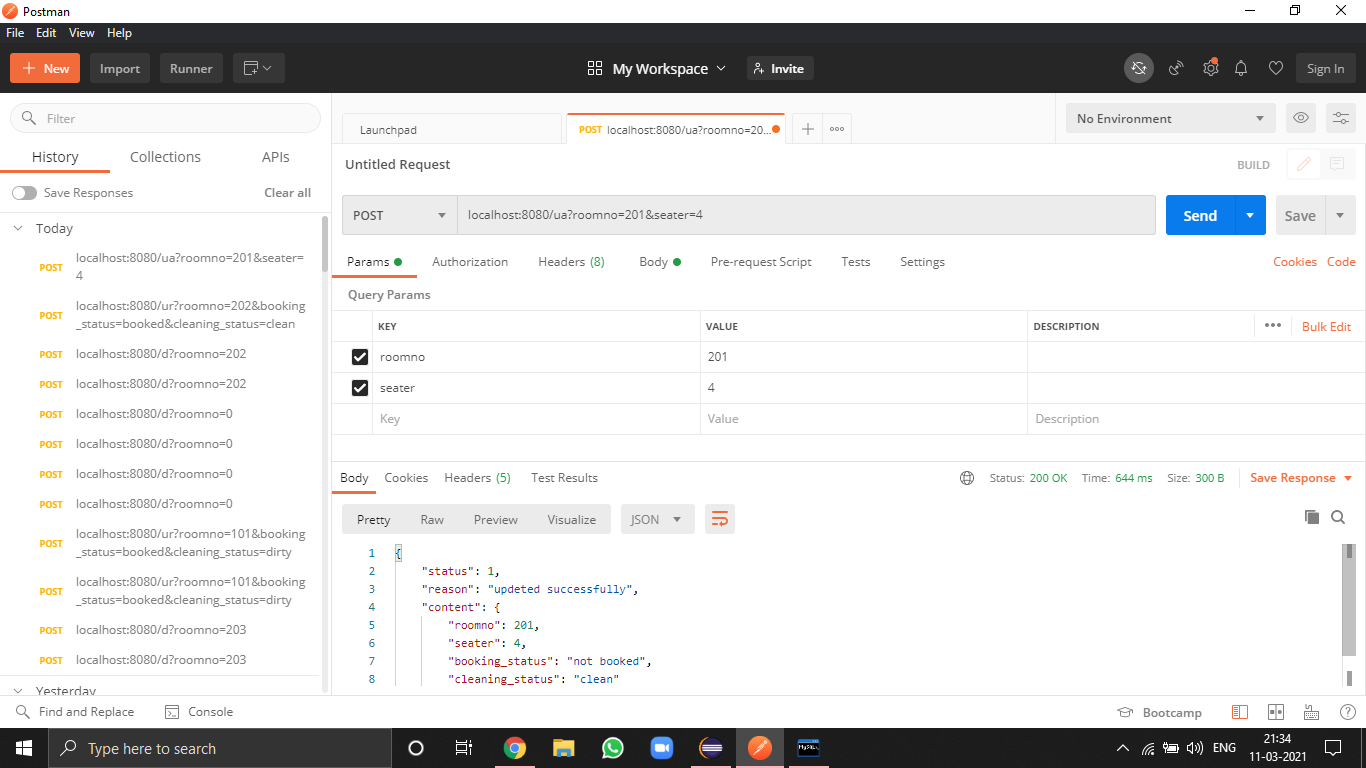 Postman
File Edit View Help
New Import Runner My Workspace Invite Sign In
Filter
History Collections APIs
Save Responses Clear all
Today
POST localhost:8080/ua?roomno=201&seater=
4
POST localhost:8080/ur?roomno=202&booking
_status=booked&cleaning_status=clean
POST localhost:8080/d?roomno=202
POST localhost:8080/d?roomno=202
POST localhost:8080/d?roomno=0
POST localhost:8080/d?roomno=0
POST localhost:8080/d?roomno=0
POST localhost:8080/d?roomno=0
POST localhost:8080/ur?roomno=101&booking
_status=booked&cleaning_status=dirty
POST localhost:8080/ur?roomno=101&booking
_status=booked&cleaning_status=dirty
POST localhost:8080/d?roomno=203
POST localhost:8080/d?roomno=203
Yesterday
Launchpad POST localhost:8080/ua?roomno=20... No Environment
Untitled Request BUILD
POST localhost:8080/ua?roomno=201&seater=4 Send Save
Params Authorization Headers (8) Body Pre-request Script Tests Settings Cookies Code
Query Params
KEY VALUE DESCRIPTION Bulk Edit
roomno 201
seater 4
Key Value Description
Body Cookies Headers (5) Test Results Status: 200 OK Time: 644 ms Size: 300 B Save Response
Pretty Raw Preview Visualize JSON
1 {
2 "status": 1,
3 "reason": "updeted successfully",
4 "content": {
5 "roomno": 201,
6 "seater": 4,
7 "booking_status": "not booked",
8 "cleaning_status": "clean"
Find and Replace Console Bootcamp
Type here to search MySQL ENG 21:34
11-03-2021